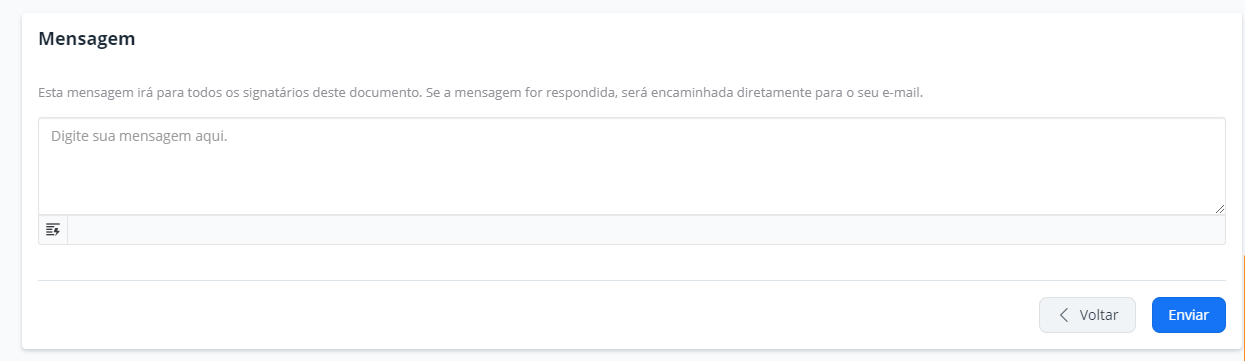 Mensagem
Esta mensagem irá para todos os signatários deste documento. Se a mensagem for respondida, será encaminhada diretamente para o seu e-mail.
Digite sua mensagem aqui.
Voltar
Enviar